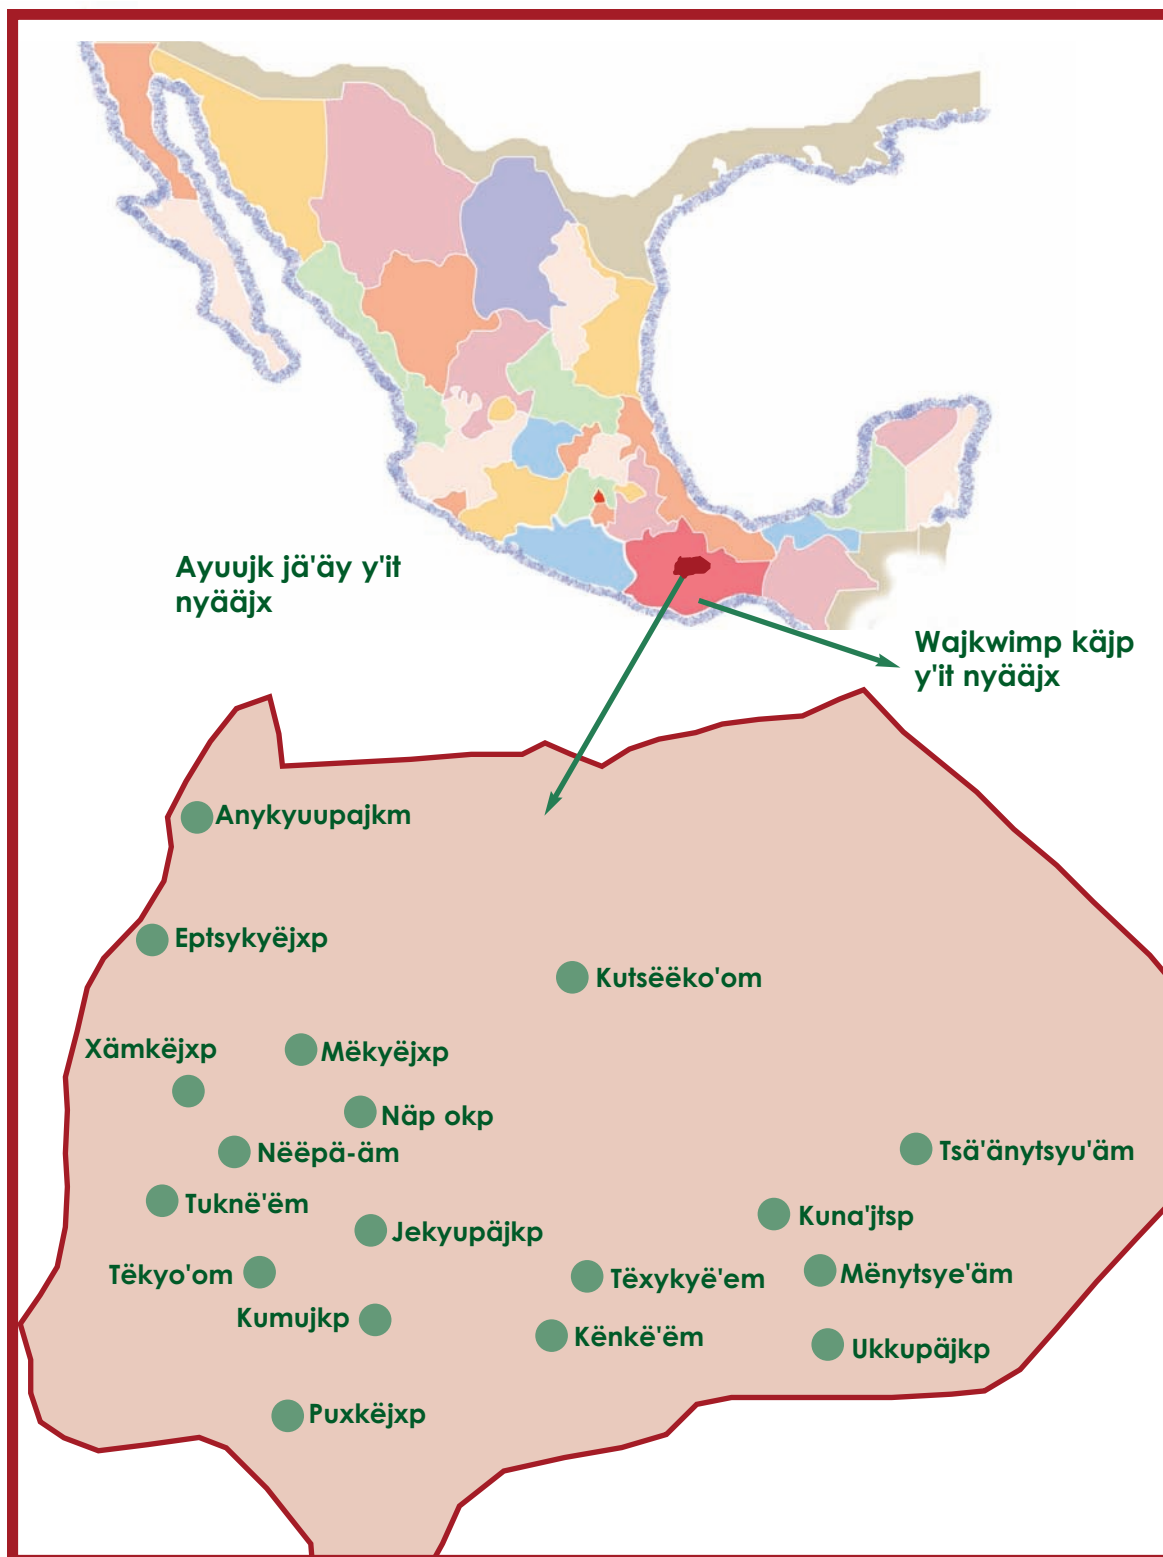 Ayuujk jä'äy y'it
nyääjx
Wajkwimp käjp
y'it nyääjx
Anykyuupajkm
Eptsykyëjxp
Kutsëëko'om
Xämkëjxp
Mëkyëjxp
Näp okp
Nëëpä-äm
Tsä'änytsyu'äm
Tuknë'ëm
Kuna'jtsp
Jekyupäjkp
Tëkyo'om
Tëxykyë'em
Mënytsye'äm
Kumujkp
Kënkë'ëm
Ukkupäjkp
Puxkëjxp